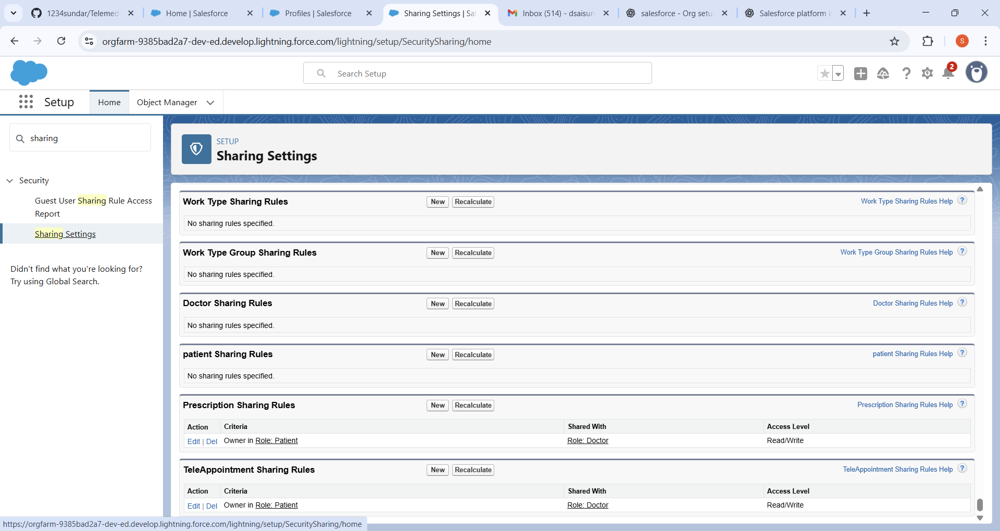 1234sundar/Telemed
Home | Salesforce
Profiles | Salesforce
Sharing Settings | Sal
Inbox (514) - dsaisun
salesforce - Org setu
Salesforce platform is
orgfarm-9385bad2a7-dev-ed.develop.lightning.force.com/lightning/setup/SecuritySharing/home
S
Search Setup
2
Setup
Home
Object Manager
sharing
Security
Guest User Sharing Rule Access
Report
Sharing Settings
Didn't find what you're looking for?
Try using Global Search.
SETUP
Sharing Settings
Work Type Sharing Rules
New
Recalculate
Work Type Sharing Rules Help ?
No sharing rules specified.
Work Type Group Sharing Rules
New
Recalculate
Work Type Group Sharing Rules Help ?
No sharing rules specified.
Doctor Sharing Rules
New
Recalculate
Doctor Sharing Rules Help ?
No sharing rules specified.
patient Sharing Rules
New
Recalculate
patient Sharing Rules Help ?
No sharing rules specified.
Prescription Sharing Rules
New
Recalculate
Prescription Sharing Rules Help ?
Action Criteria Shared With Access Level
Edit | Del Owner in Role: Patient Role: Doctor Read/Write
TeleAppointment Sharing Rules
New
Recalculate
TeleAppointment Sharing Rules Help ?
Action Criteria Shared With Access Level
Edit | Del Owner in Role: Patient Role: Doctor Read/Write
https://orgfarm-9385bad2a7-dev-ed.develop.lightning.force.com/lightning/setup/SecuritySharing/home